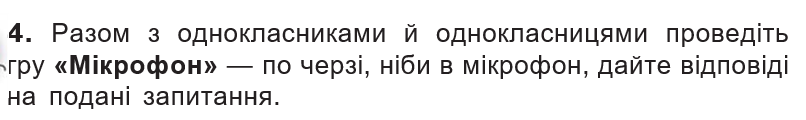 4. Разом з однокласниками й однокласницями проведіть
гру «Мікрофон» — по черзі, ніби в мікрофон, дайте відповіді
на подані запитання.